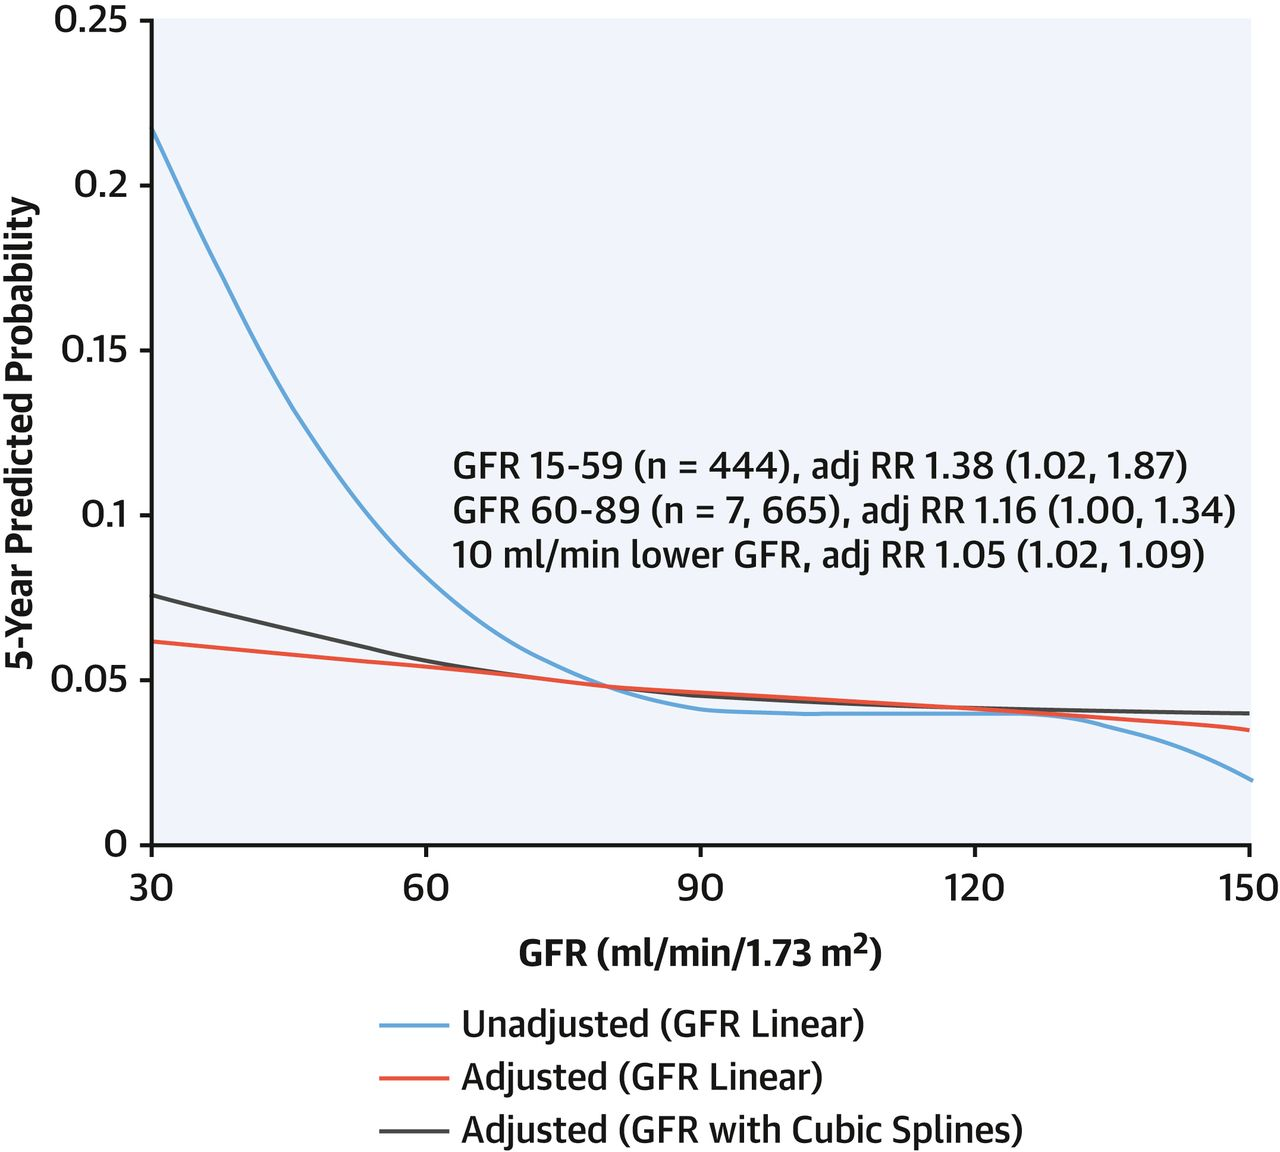 0.25
0.2
0.15
0.1
0.05
0
5-Year Predicted Probability
GFR 15-59 (n = 444), adj RR 1.38 (1.02, 1.87)
GFR 60-89 (n = 7, 665), adj RR 1.16 (1.00, 1.34)
10 ml/min lower GFR, adj RR 1.05 (1.02, 1.09)
30 60 90 120 150
GFR (ml/min/1.73 m²)
Unadjusted (GFR Linear)
Adjusted (GFR Linear)
Adjusted (GFR with Cubic Splines)